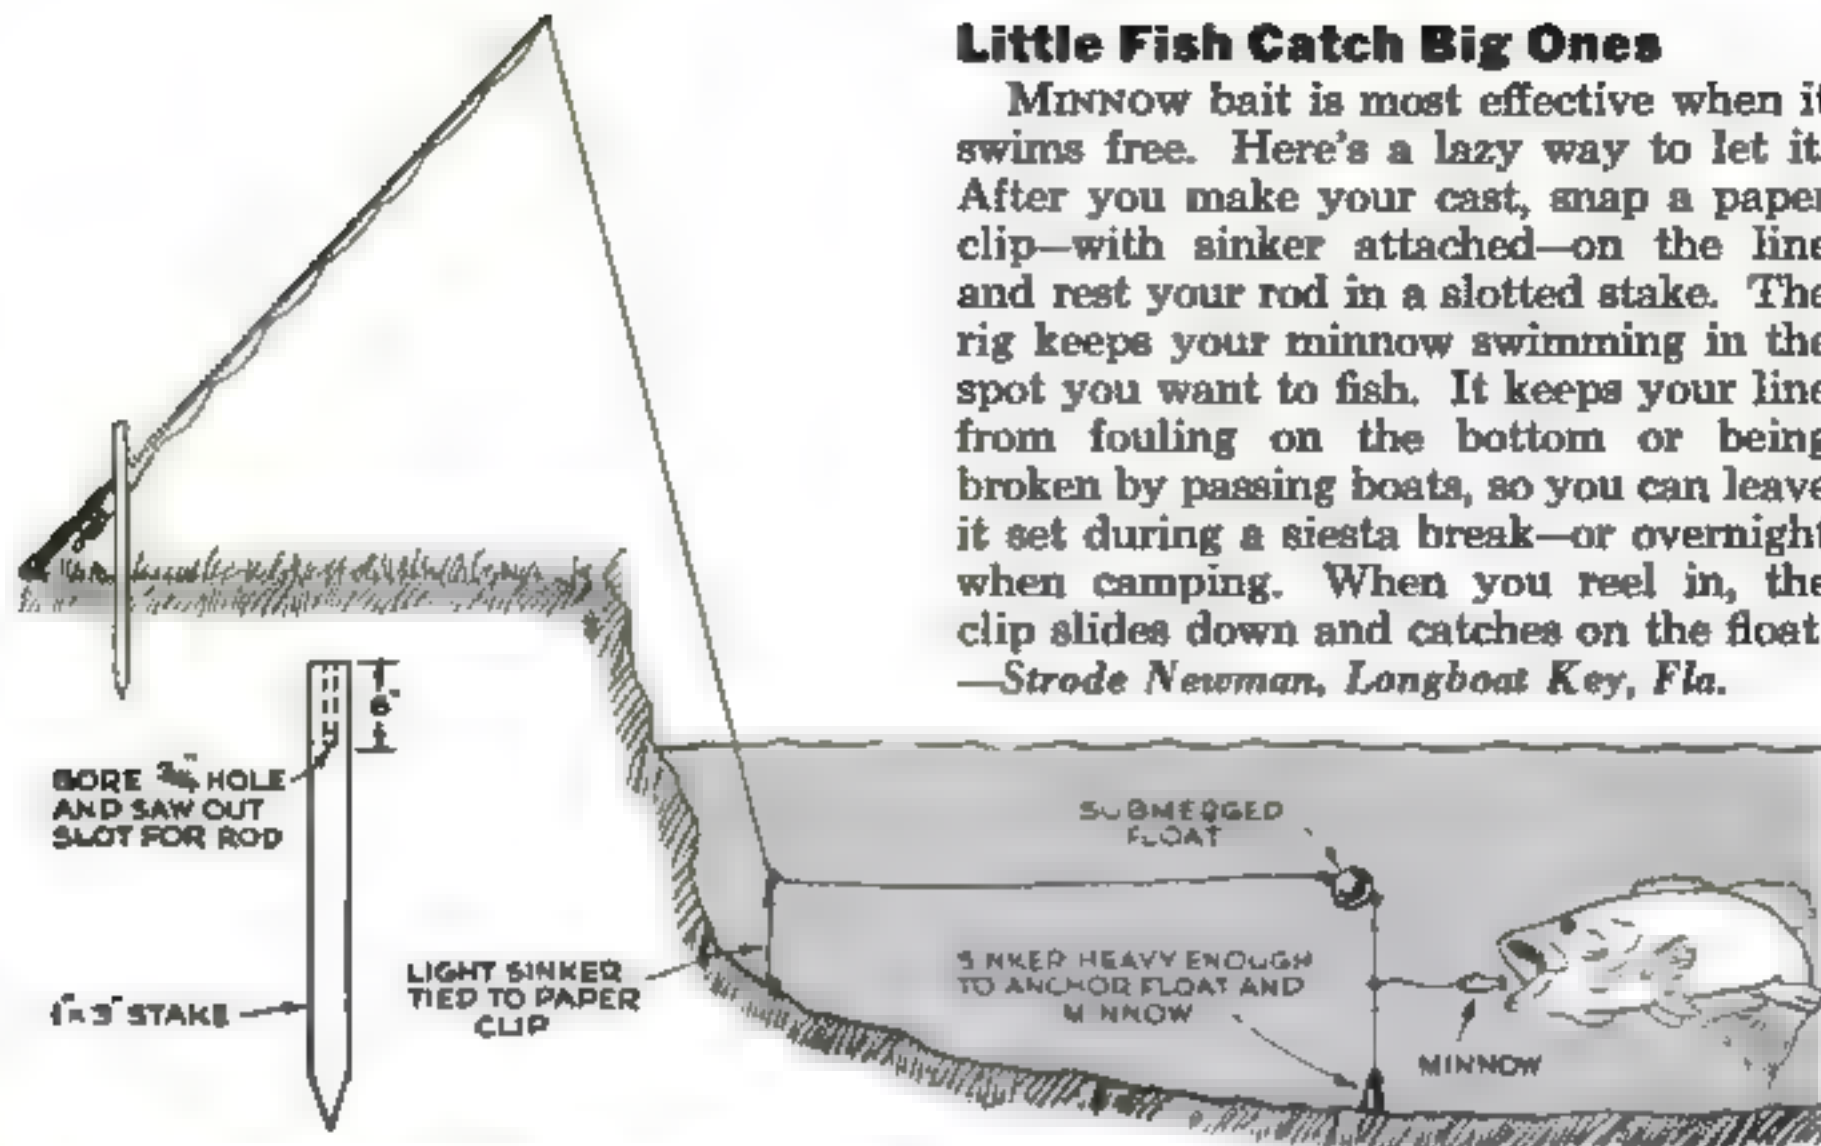 Little Fish Catch Big Ones
MINNOW bait is most effective when it
swims free. Here's a lazy way to let it.
After you make your cast, snap a paper
clip—with sinker attached—on the line
and rest your rod in a slotted stake. The
rig keeps your minnow swimming in the
spot you want to fish. It keeps your line
from fouling on the bottom or being
broken by passing boats, so you can leave
it set during a siesta break—or overnight
when camping. When you reel in, the
clip slides down and catches on the float
—Strode Newman, Longboat Key, Fla.
6"
BORE 3/4" HOLE
AND SAW OUT
SLOT FOR ROD
1" x 3" STAKE
LIGHT SINKER
TIED TO PAPER
CLIP
SUBMERGED
FLOAT
SINKER HEAVY ENOUGH
TO ANCHOR FLOAT AND
MINNOW
MINNOW